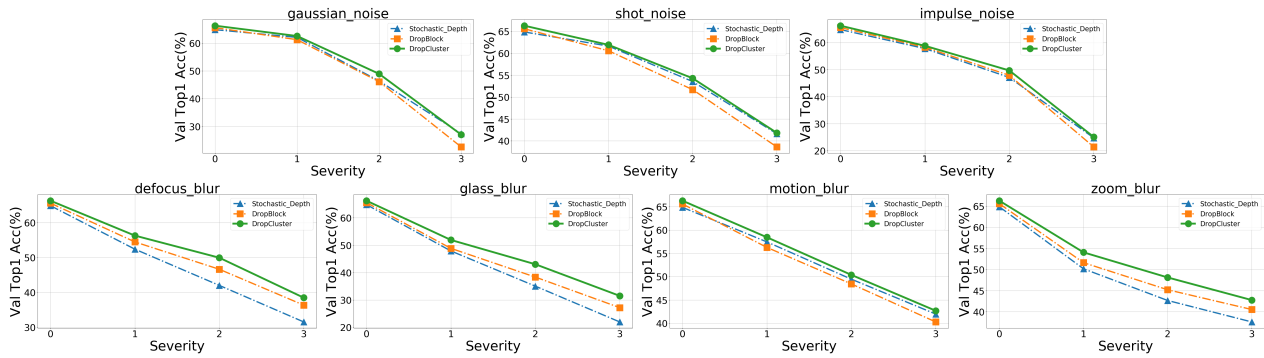 gaussian_noise
Val Top1 Acc(%)
60
50
40
30
0
1
2
3
Severity
Stochastic_Depth
DropBlock
DropCluster
shot_noise
Val Top1 Acc(%)
65
60
55
50
45
40
0
1
2
3
Severity
Stochastic_Depth
DropBlock
DropCluster
impulse_noise
Val Top1 Acc(%)
60
50
40
30
20
0
1
2
3
Severity
Stochastic_Depth
DropBlock
DropCluster
defocus_blur
Val Top1 Acc(%)
60
50
40
30
0
1
2
3
Severity
Stochastic_Depth
DropBlock
DropCluster
glass_blur
Val Top1 Acc(%)
60
50
40
30
20
0
1
2
3
Severity
Stochastic_Depth
DropBlock
DropCluster
motion_blur
Val Top1 Acc(%)
65
60
55
50
45
40
0
1
2
3
Severity
Stochastic_Depth
DropBlock
DropCluster
zoom_blur
Val Top1 Acc(%)
65
60
55
50
45
40
0
1
2
3
Severity
Stochastic_Depth
DropBlock
DropCluster